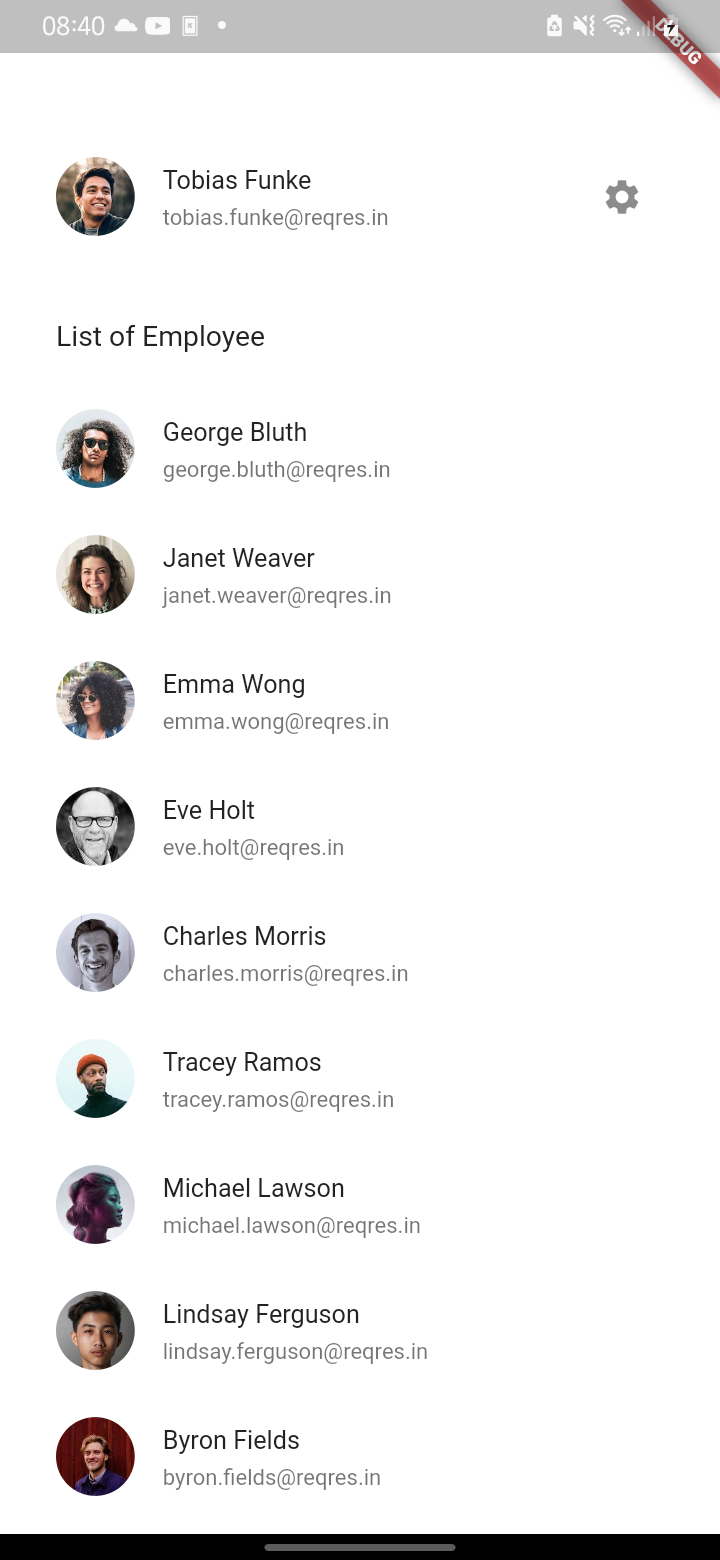 08:40
DEBUG
Tobias Funke
tobias.funke@reqres.in
List of Employee
George Bluth
george.bluth@reqres.in
Janet Weaver
janet.weaver@reqres.in
Emma Wong
emma.wong@reqres.in
Eve Holt
eve.holt@reqres.in
Charles Morris
charles.morris@reqres.in
Tracey Ramos
tracey.ramos@reqres.in
Michael Lawson
michael.lawson@reqres.in
Lindsay Ferguson
lindsay.ferguson@reqres.in
Byron Fields
byron.fields@reqres.in